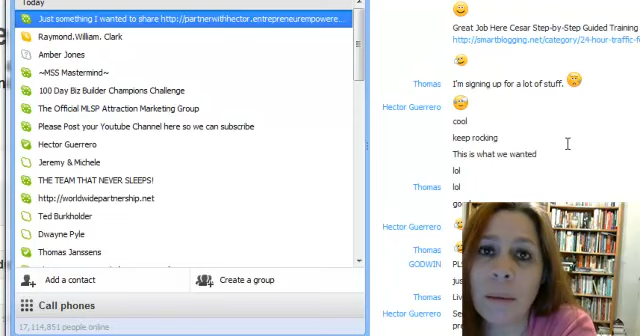 Today
Just something I wanted to share http://partnerwithhector.entrepreneurempowere...
Raymond.William. Clark
Amber Jones
~MSS Mastermind~
100 Day Biz Builder Champions Challenge
The Official MLSP Attraction Marketing Group
Please Post your Youtube Channel here so we can subscribe
Hector Guerrero
Jeremy & Michele
THE TEAM THAT NEVER SLEEPS!
http://worldwidepartnership.net
Ted Burkholder
Dwayne Pyle
Thomas Janssens
Add a contact
Create a group
Call phones
17,114,851 people online
Great Job Here Cesar Step-by-Step Guided Training
http://smartblogging.net/category/24-hour-traffic-f
Thomas
I'm signing up for a lot of stuff.
Hector Guerrero
cool
keep rocking
This is what we wanted
lol
Thomas
lol
Hector Guerrero
Thomas
GODWIN
Thomas
Hector Guerrero